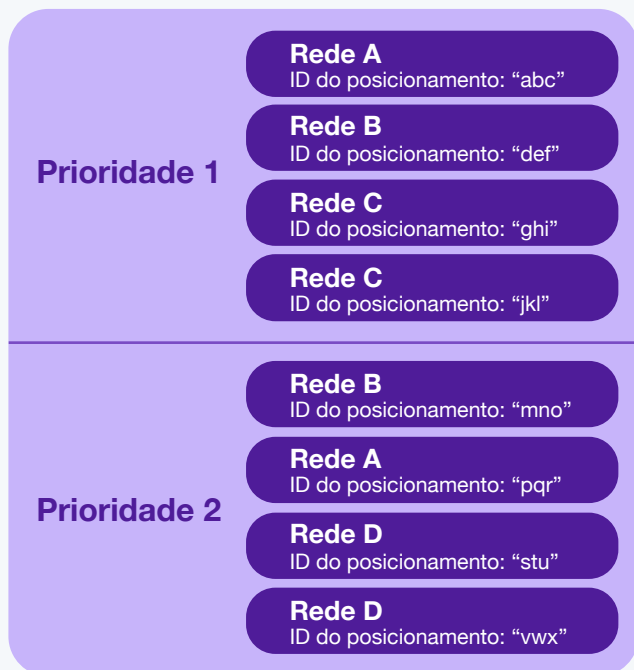 Prioridade 1
Rede A
ID do posicionamento: “abc”
Rede B
ID do posicionamento: “def”
Rede C
ID do posicionamento: “ghi”
Rede C
ID do posicionamento: “jkl”
Prioridade 2
Rede B
ID do posicionamento: “mno”
Rede A
ID do posicionamento: “pqr”
Rede D
ID do posicionamento: “stu”
Rede D
ID do posicionamento: “vwx”